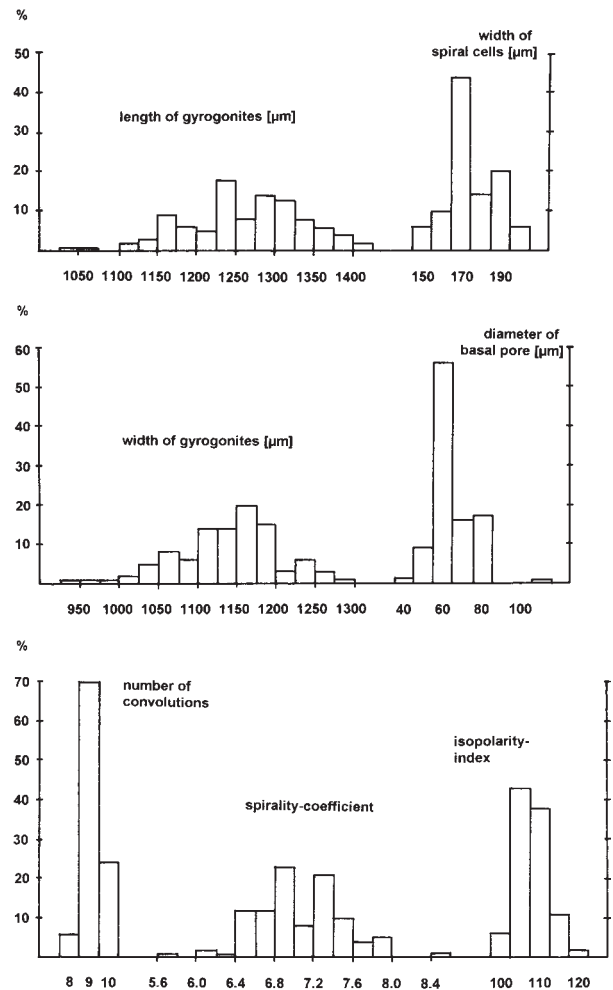 %
width of
spiral cells [µm]
50
length of gyrogonites [µm]
40
30
20
10
1050 1100 1150 1200 1250 1300 1350 1400 150 170 190
%
diameter of
basal pore [µm]
60
50
width of gyrogonites [µm]
40
30
20
10
950 1000 1050 1100 1150 1200 1250 1300 40 60 80 100
%
70
number of
convolutions
60
isopolarity-
index
50
40
spirality-coefficient
30
20
10
8 9 10 5.6 6.0 6.4 6.8 7.2 7.6 8.0 8.4 100 110 120